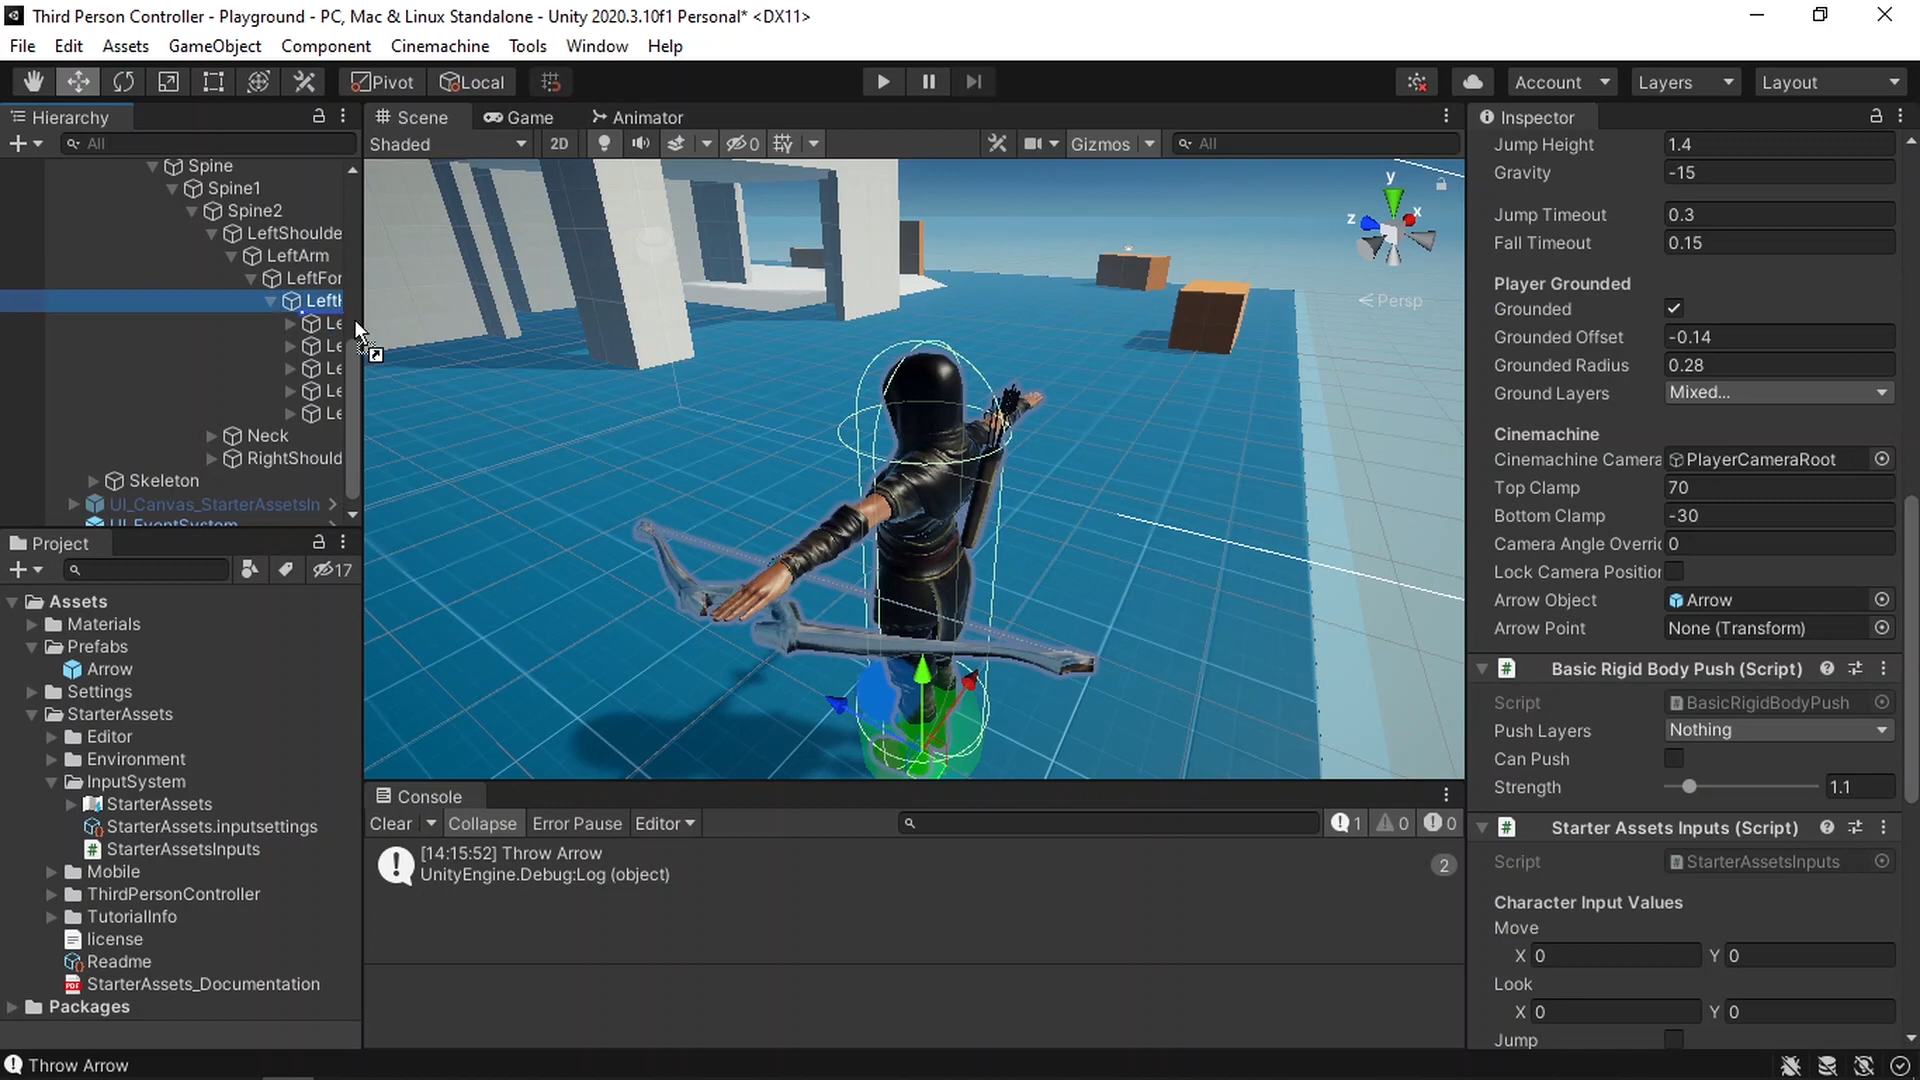 Third Person Controller - Playground - PC, Mac & Linux Standalone - Unity 2020.3.10f1 Personal* <DX11>
File Edit Assets GameObject Component Cinemachine Tools Window Help
Pivot Local Account Layers Layout
Hierarchy
All
Spine
Spine1
Spine2
LeftShoulde
LeftArm
LeftFor
LeftH
Le
Le
Le
Le
Le
Neck
RightShould
Skeleton
UI_Canvas_StarterAssetsIn
UI_EventSystem
Project
17
Assets
Materials
Prefabs
Arrow
Settings
StarterAssets
Editor
Environment
InputSystem
StarterAssets
StarterAssets.inputsettings
StarterAssetsInputs
Mobile
ThirdPersonController
TutorialInfo
license
Readme
StarterAssets_Documentation
Packages
Scene Game Animator
Shaded 2D 0 Gizmos All
y
x
z
Persp
Console
Clear Collapse Error Pause Editor 1 0 0
[14:15:52] Throw Arrow
UnityEngine.Debug:Log (object)
2
Inspector
Jump Height 1.4
Gravity -15
Jump Timeout 0.3
Fall Timeout 0.15
Player Grounded
Grounded
Grounded Offset -0.14
Grounded Radius 0.28
Ground Layers Mixed...
Cinemachine
Cinemachine Camera PlayerCameraRoot
Top Clamp 70
Bottom Clamp -30
Camera Angle Overric 0
Lock Camera Position
Arrow Object Arrow
Arrow Point None (Transform)
# Basic Rigid Body Push (Script)
Script BasicRigidBodyPush
Push Layers Nothing
Can Push
Strength 1.1
# Starter Assets Inputs (Script)
Script StarterAssetsInputs
Character Input Values
Move
X 0 Y 0
Look
X 0 Y 0
Jump
Throw Arrow